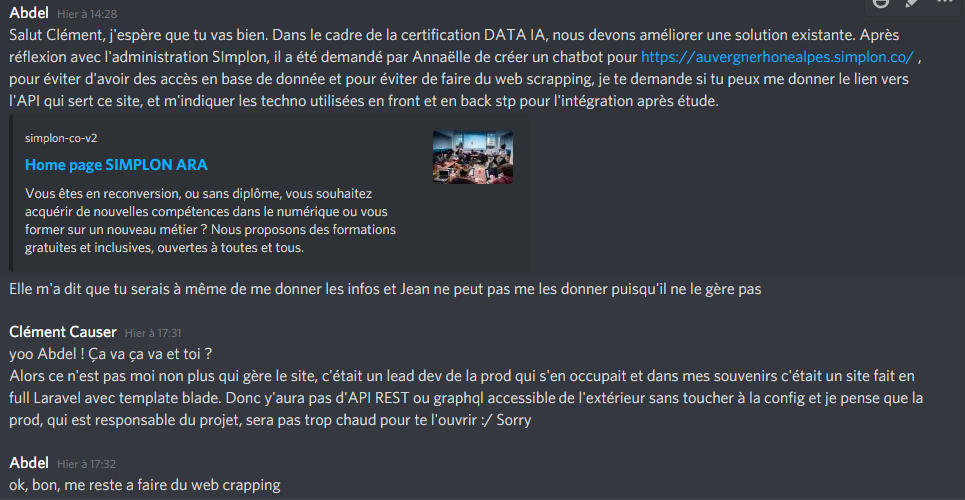 Abdel Hier à 14:28
Salut Clément, j'espère que tu vas bien. Dans le cadre de la certification DATA IA, nous devons améliorer une solution existante. Après
réflexion avec l'administration SImplon, il a été demandé par Annaëlle de créer un chatbot pour https://auvergnerhonealpes.simplon.co/ ,
pour éviter d'avoir des accès en base de donnée et pour éviter de faire du web scrapping, je te demande si tu peux me donner le lien vers
l'API qui sert ce site, et m'indiquer les techno utilisées en front et en back stp pour l'intégration après étude.
simplon-co-v2
Home page SIMPLON ARA
Vous êtes en reconversion, ou sans diplôme, vous souhaitez
acquérir de nouvelles compétences dans le numérique ou vous
former sur un nouveau métier ? Nous proposons des formations
gratuites et inclusives, ouvertes à toutes et tous.
Elle m'a dit que tu serais à même de me donner les infos et Jean ne peut pas me les donner puisqu'il ne le gère pas
Clément Causer Hier à 17:31
yoo Abdel ! Ça va ça va et toi ?
Alors ce n'est pas moi non plus qui gère le site, c'était un lead dev de la prod qui s'en occupait et dans mes souvenirs c'était un site fait en
full Laravel avec template blade. Donc y'aura pas d'API REST ou graphql accessible de l'extérieur sans toucher à la config et je pense que la
prod, qui est responsable du projet, sera pas trop chaud pour te l'ouvrir :/ Sorry
Abdel Hier à 17:32
ok, bon, me reste a faire du web crapping